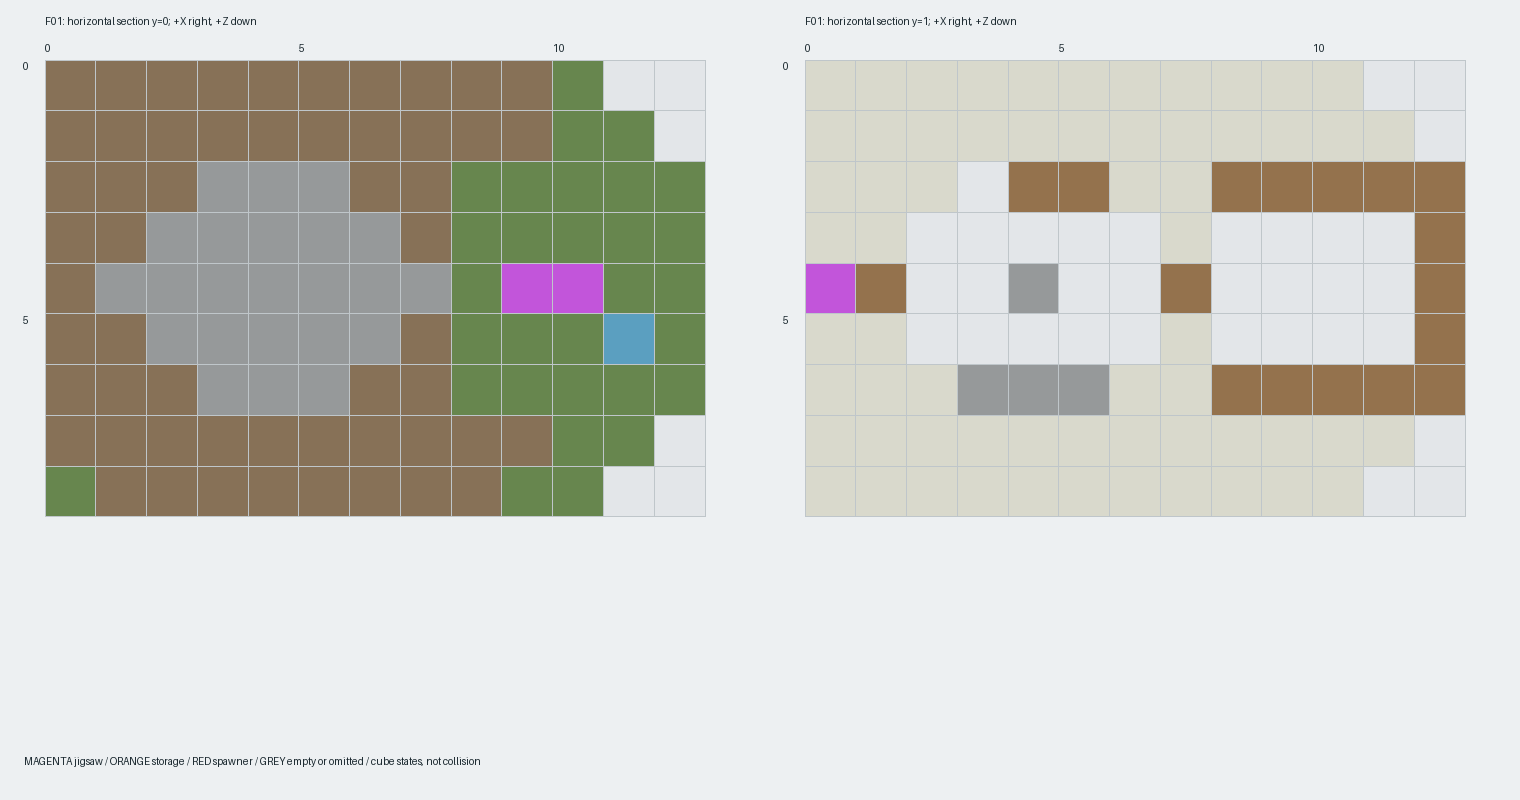 F01: horizontal section y=0; +X right, +Z down
F01: horizontal section y=1; +X right, +Z down
0 5 10
0 5 10
0 0
5 5
MAGENTA jigsaw / ORANGE storage / RED spawner / GREY empty or omitted / cube states, not collision